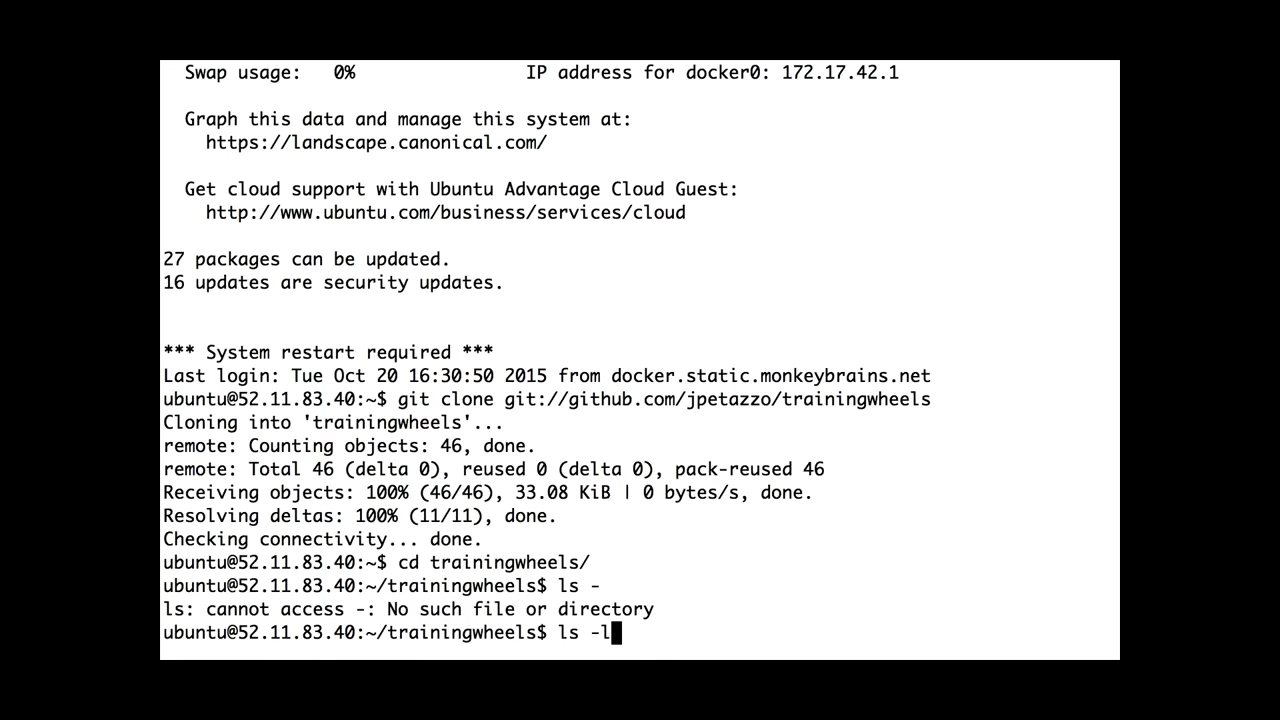 Swap usage:   0%                IP address for docker0: 172.17.42.1
Graph this data and manage this system at:
https://landscape.canonical.com/
Get cloud support with Ubuntu Advantage Cloud Guest:
http://www.ubuntu.com/business/services/cloud
27 packages can be updated.
16 updates are security updates.
*** System restart required ***
Last login: Tue Oct 20 16:30:50 2015 from docker.static.monkeybrains.net
ubuntu@52.11.83.40:~$ git clone git://github.com/jpetazzo/trainingwheels
Cloning into 'trainingwheels'...
remote: Counting objects: 46, done.
remote: Total 46 (delta 0), reused 0 (delta 0), pack-reused 46
Receiving objects: 100% (46/46), 33.08 KiB | 0 bytes/s, done.
Resolving deltas: 100% (11/11), done.
Checking connectivity... done.
ubuntu@52.11.83.40:~$ cd trainingwheels/
ubuntu@52.11.83.40:~/trainingwheels$ ls -
ls: cannot access -: No such file or directory
ubuntu@52.11.83.40:~/trainingwheels$ ls -l